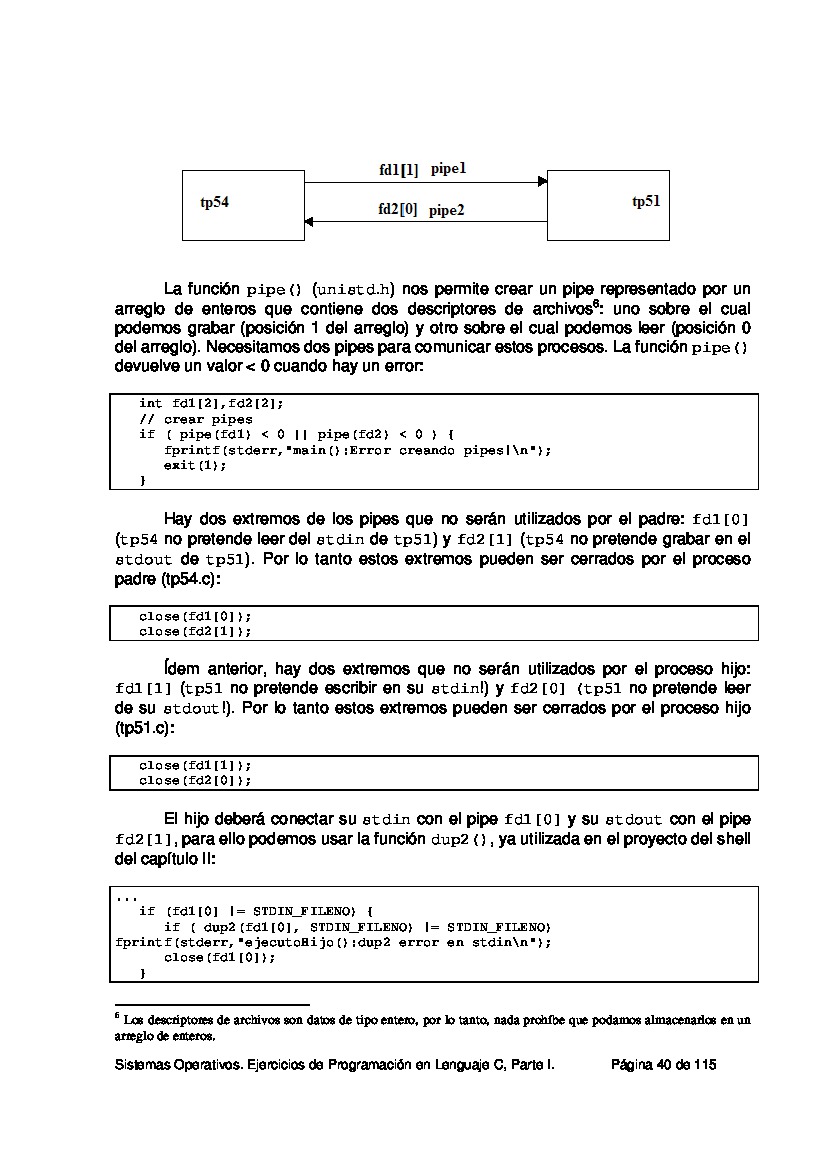 fd1[1] pipe1
tp54
tp51
fd2[0] pipe2
La función pipe() (unistd.h) nos permite crear un pipe representado por un
arreglo de enteros que contiene dos descriptores de archivos6: uno sobre el cual
podemos grabar (posición 1 del arreglo) y otro sobre el cual podemos leer (posición 0
del arreglo). Necesitamos dos pipes para comunicar estos procesos. La función pipe()
devuelve un valor < 0 cuando hay un error:
int fd1[2],fd2[2];
// crear pipes
if ( pipe(fd1) < 0 || pipe(fd2) < 0 ) {
fprintf(stderr,"main():Error creando pipes!\n");
exit(1);
}
Hay dos extremos de los pipes que no serán utilizados por el padre: fd1[0]
(tp54 no pretende leer del stdin de tp51) y fd2[1] (tp54 no pretende grabar en el
stdout de tp51). Por lo tanto estos extremos pueden ser cerrados por el proceso
padre (tp54.c):
close(fd1[0]);
close(fd2[1]);
Ídem anterior, hay dos extremos que no serán utilizados por el proceso hijo:
fd1[1] (tp51 no pretende escribir en su stdin!) y fd2[0] (tp51 no pretende leer
de su stdout!). Por lo tanto estos extremos pueden ser cerrados por el proceso hijo
(tp51.c):
close(fd1[1]);
close(fd2[0]);
El hijo deberá conectar su stdin con el pipe fd1[0] y su stdout con el pipe
fd2[1], para ello podemos usar la función dup2(), ya utilizada en el proyecto del shell
del capítulo II:
...
if (fd1[0] != STDIN_FILENO) {
if ( dup2(fd1[0], STDIN_FILENO) != STDIN_FILENO)
fprintf(stderr,"ejecutoHijo():dup2 error en stdin\n");
close(fd1[0]);
}
6 Los descriptores de archivos son datos de tipo entero, por lo tanto, nada prohíbe que podamos almacenarlos en un
arreglo de enteros.
Sistemas Operativos. Ejercicios de Programación en Lenguaje C, Parte I. Página 40 de 115